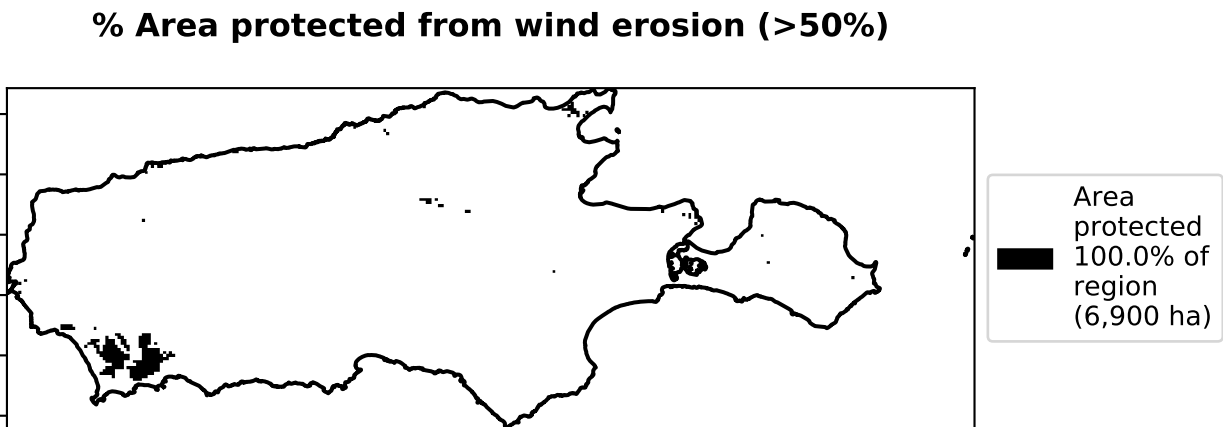 % Area protected from wind erosion (>50%)
Area
protected
100.0% of
region
(6,900 ha)